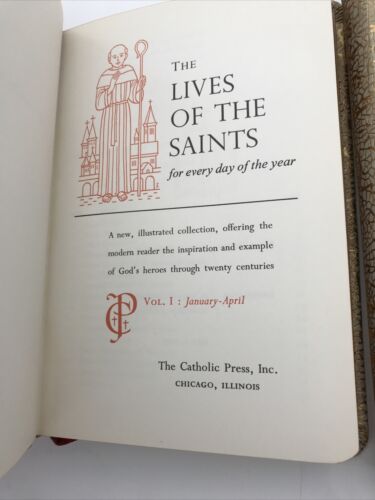 THE
LIVES
OF THE
SAINTS
for every day of the year
A new, illustrated collection, offering the
modern reader the inspiration and example
of God's heroes through twenty centuries
VOL. I : January-April
The Catholic Press, Inc.
CHICAGO, ILLINOIS